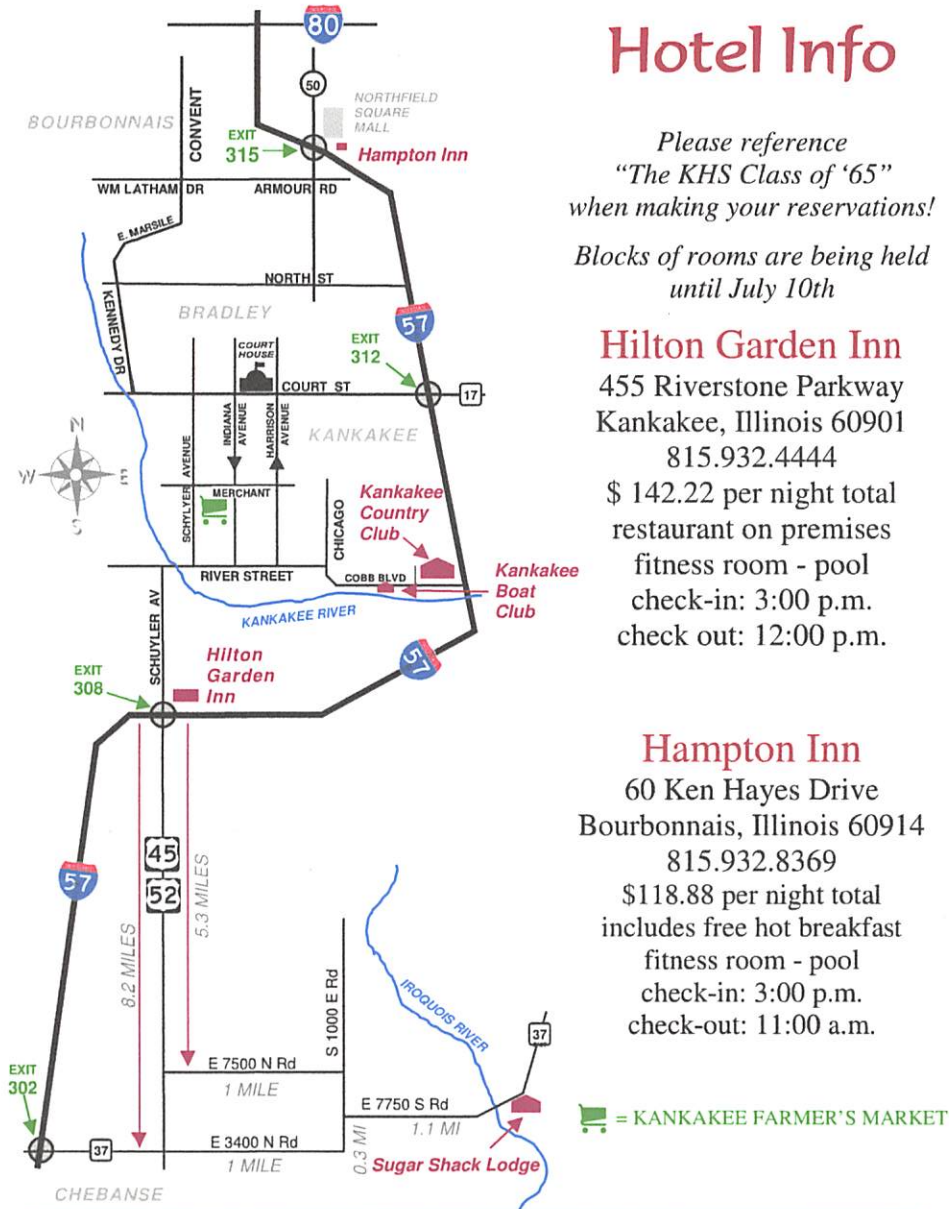 80
50
NORTHFIELD
SQUARE
MALL
BOURBONNAIS
CONVENT
EXIT
315
Hampton Inn
WM LATHAM DR
ARMOUR RD
E. MARSILE
NORTH ST
KENNEDY DR
BRADLEY
57
EXIT
312
COURT
HOUSE
COURT ST
17
SCHYLYER AVENUE
INDIANA
AVENUE
HARRISON
AVENUE
KANKAKEE
N
W
E
S
MERCHANT
Kankakee
Country
Club
CHICAGO
RIVER STREET
COBB BLVD
Kankakee
Boat
Club
KANKAKEE RIVER
SCHUYLER AV
57
Hilton
Garden
Inn
EXIT
308
57
45
52
8.2 MILES
5.3 MILES
S 1000 E Rd
IROQUOIS RIVER
37
E 7500 N Rd
1 MILE
E 7750 S Rd
1.1 MI
0.3 MI
EXIT
302
37
E 3400 N Rd
1 MILE
Sugar Shack Lodge
CHEBANSE
Hotel Info
Please reference
“The KHS Class of ‘65”
when making your reservations!
Blocks of rooms are being held
until July 10th
Hilton Garden Inn
455 Riverstone Parkway
Kankakee, Illinois 60901
815.932.4444
$ 142.22 per night total
restaurant on premises
fitness room - pool
check-in: 3:00 p.m.
check out: 12:00 p.m.
Hampton Inn
60 Ken Hayes Drive
Bourbonnais, Illinois 60914
815.932.8369
$118.88 per night total
includes free hot breakfast
fitness room - pool
check-in: 3:00 p.m.
check-out: 11:00 a.m.
= KANKAKEE FARMER’S MARKET